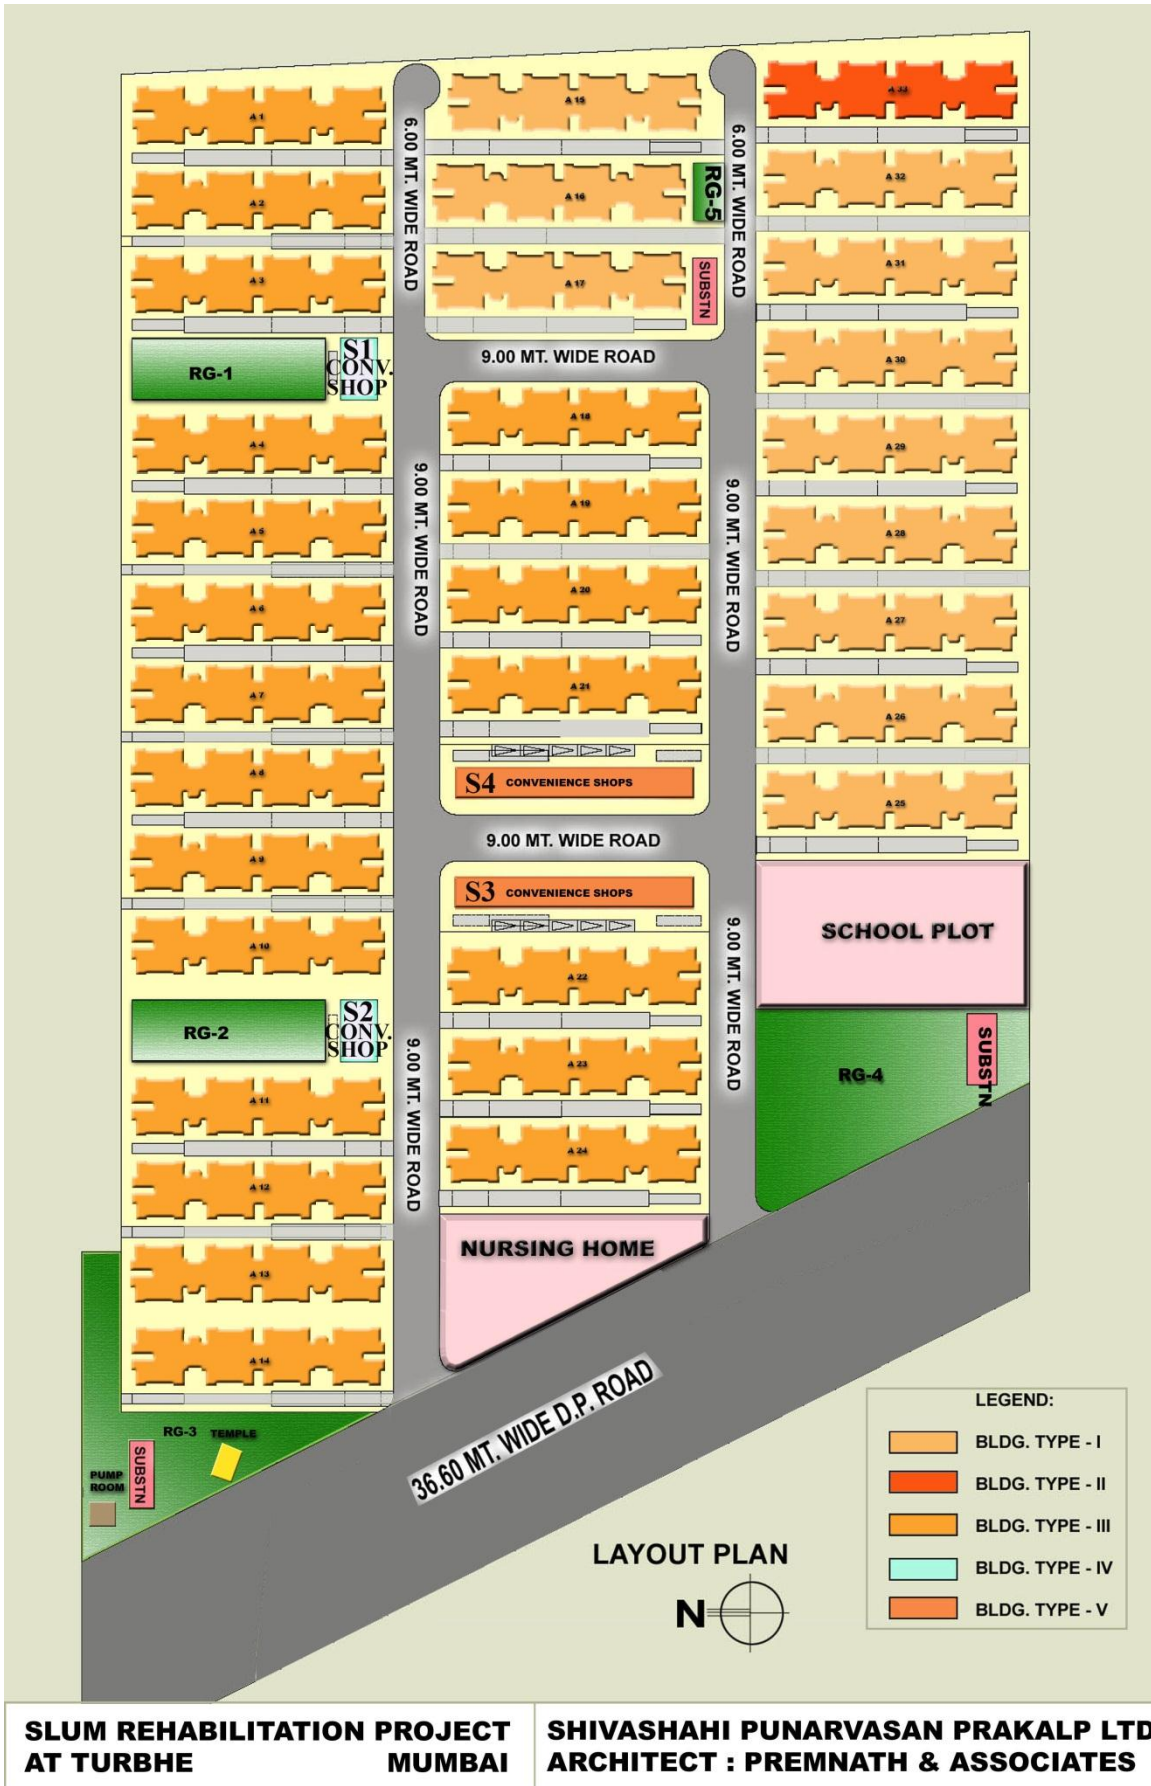 A 1
A 2
A 3
RG-1
S1
CONV.
SHOP
A 4
A 5
A 6
A 7
A 8
A 9
A 10
RG-2
S2
CONV.
SHOP
A 11
A 12
A 13
A 14
RG-3
TEMPLE
SUBSTN
PUMP
ROOM
6.00 MT. WIDE ROAD
9.00 MT. WIDE ROAD
9.00 MT. WIDE ROAD
A 15
A 16
RG-5
A 17
SUBSTN
9.00 MT. WIDE ROAD
A 18
A 19
A 20
A 21
S4 CONVENIENCE SHOPS
9.00 MT. WIDE ROAD
S3 CONVENIENCE SHOPS
A 22
A 23
A 24
NURSING HOME
6.00 MT. WIDE ROAD
9.00 MT. WIDE ROAD
9.00 MT. WIDE ROAD
A 32
A 31
A 30
A 29
A 28
A 27
A 26
A 25
SCHOOL PLOT
RG-4
SUBSTN
36.60 MT. WIDE D.P. ROAD
LEGEND:
BLDG. TYPE - I
BLDG. TYPE - II
BLDG. TYPE - III
BLDG. TYPE - IV
BLDG. TYPE - V
LAYOUT PLAN
N
SLUM REHABILITATION PROJECT
AT TURBHE MUMBAI
SHIVASHAHI PUNARVASAN PRAKALP LTD
ARCHITECT : PREMNATH & ASSOCIATES